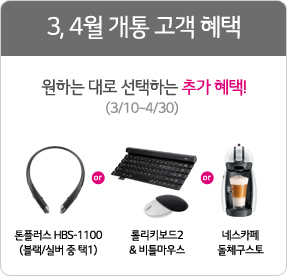 3, 4월 개통 고객 혜택
원하는 대로 선택하는 추가 혜택!
(3/10~4/30)
or
or
톤플러스 HBS-1100
(블랙/실버 중 택1)
롤리키보드2
& 비틀마우스
네스카페
돌체구스토